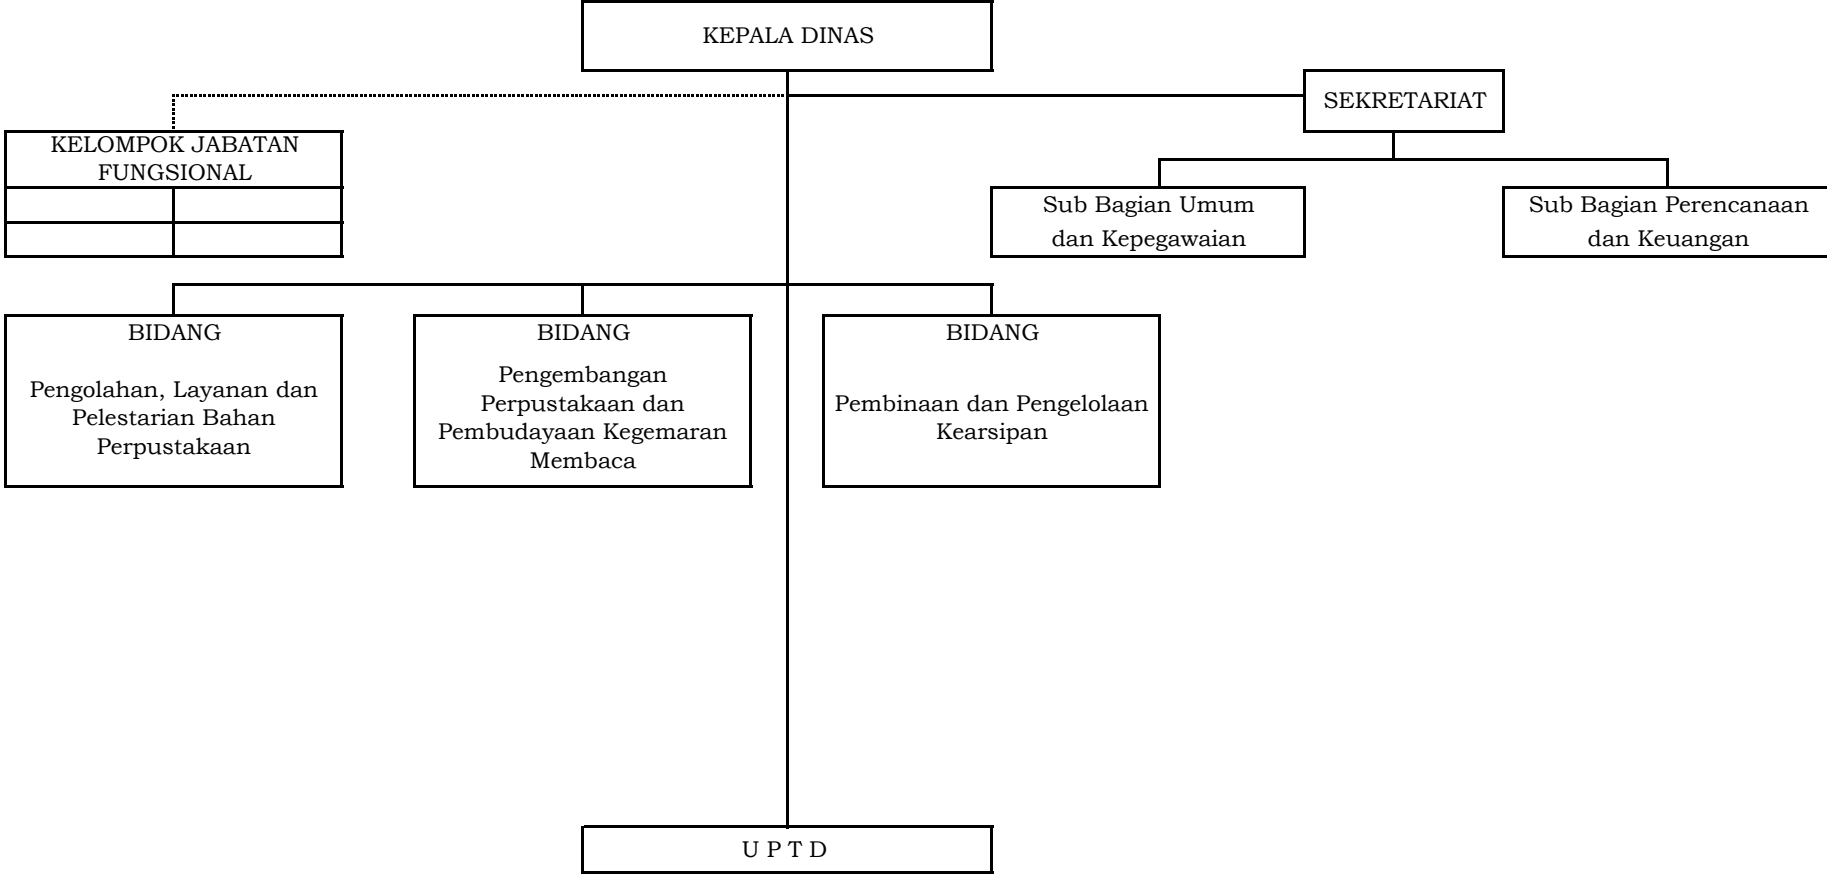 KEPALA DINAS
SEKRETARIAT
KELOMPOK JABATAN
FUNGSIONAL
Sub Bagian Umum
dan Kepegawaian
Sub Bagian Perencanaan
dan Keuangan
BIDANG
Pengolahan, Layanan dan
Pelestarian Bahan
Perpustakaan
BIDANG
Pengembangan
Perpustakaan dan
Pembudayaan Kegemaran
Membaca
BIDANG
Pembinaan dan Pengelolaan
Kearsipan
U P T D